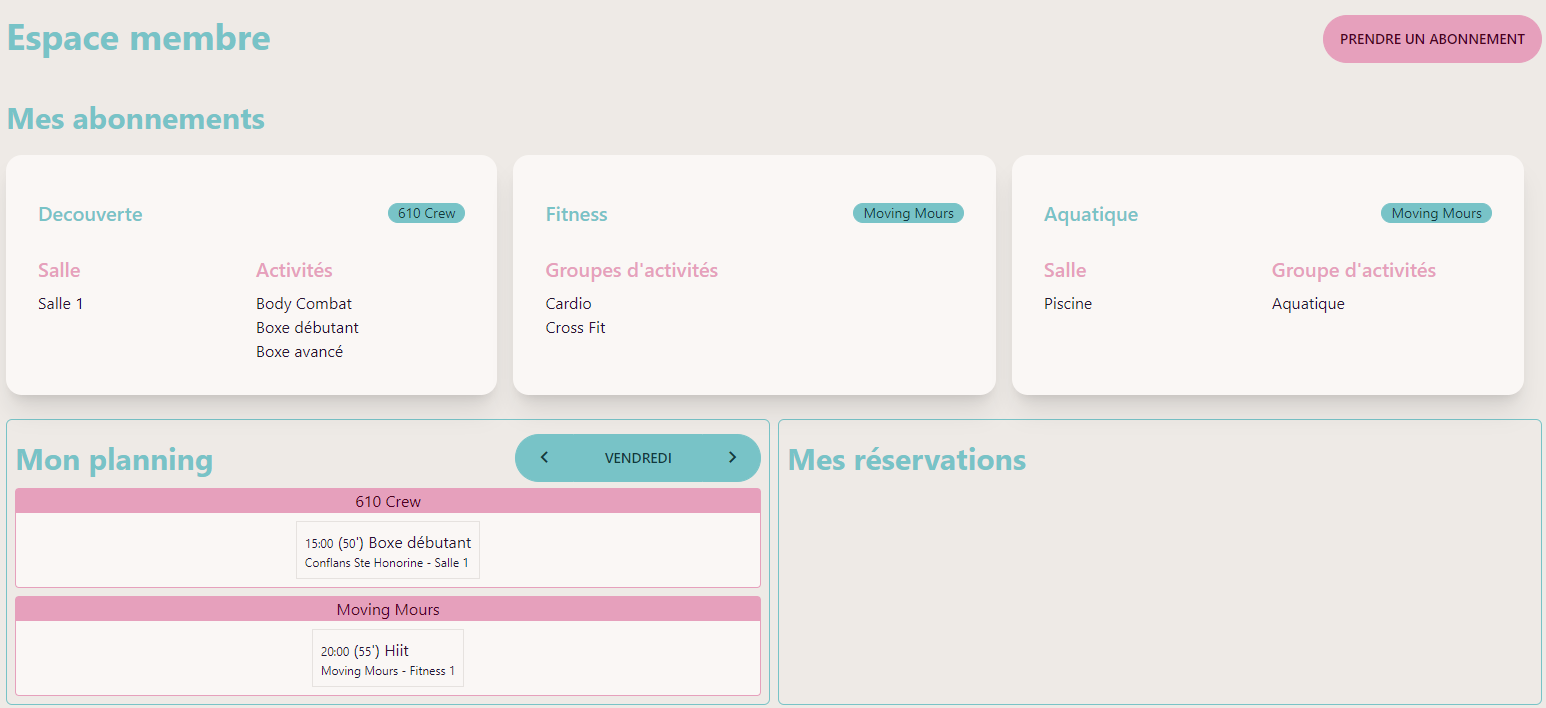 Espace membre
PRENDRE UN ABONNEMENT
Mes abonnements
Decouverte
610 Crew
Salle
Salle 1
Activités
Body Combat
Boxe débutant
Boxe avancé
Fitness
Moving Mours
Groupes d'activités
Cardio
Cross Fit
Aquatique
Moving Mours
Salle
Piscine
Groupe d'activités
Aquatique
Mon planning
VENDREDI
610 Crew
15:00 (50') Boxe débutant
Conflans Ste Honorine - Salle 1
Moving Mours
20:00 (55') Hiit
Moving Mours - Fitness 1
Mes réservations